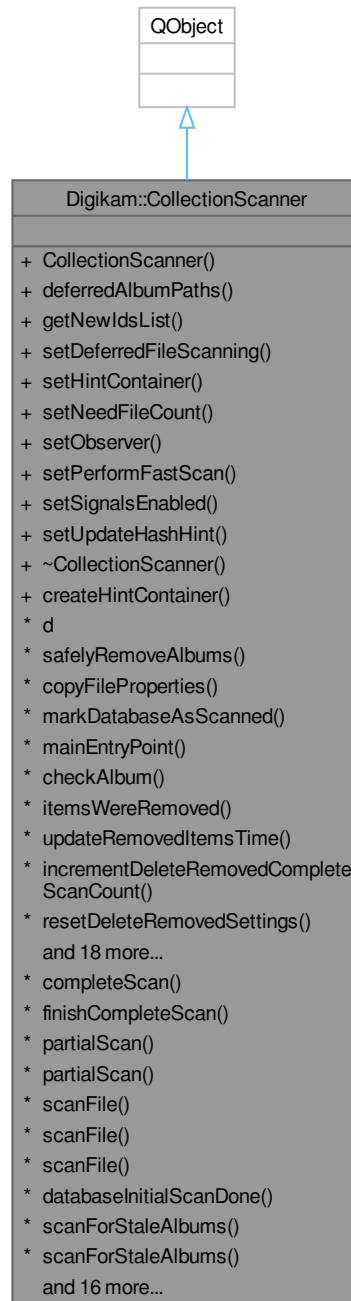 QObject
Digikam::CollectionScanner
+ CollectionScanner()
+ deferredAlbumPaths()
+ getNewIdsList()
+ setDeferredFileScanning()
+ setHintContainer()
+ setNeedFileCount()
+ setObserver()
+ setPerformFastScan()
+ setSignalsEnabled()
+ setUpdateHashHint()
+ ~CollectionScanner()
+ createHintContainer()
* d
* safelyRemoveAlbums()
* copyFileProperties()
* markDatabaseAsScanned()
* mainEntryPoint()
* checkAlbum()
* itemsWereRemoved()
* updateRemovedItemsTime()
* incrementDeleteRemovedComplete
ScanCount()
* resetDeleteRemovedSettings()
and 18 more...
* completeScan()
* finishCompleteScan()
* partialScan()
* partialScan()
* scanFile()
* scanFile()
* scanFile()
* databaseInitialScanDone()
* scanForStaleAlbums()
* scanForStaleAlbums()
and 16 more...